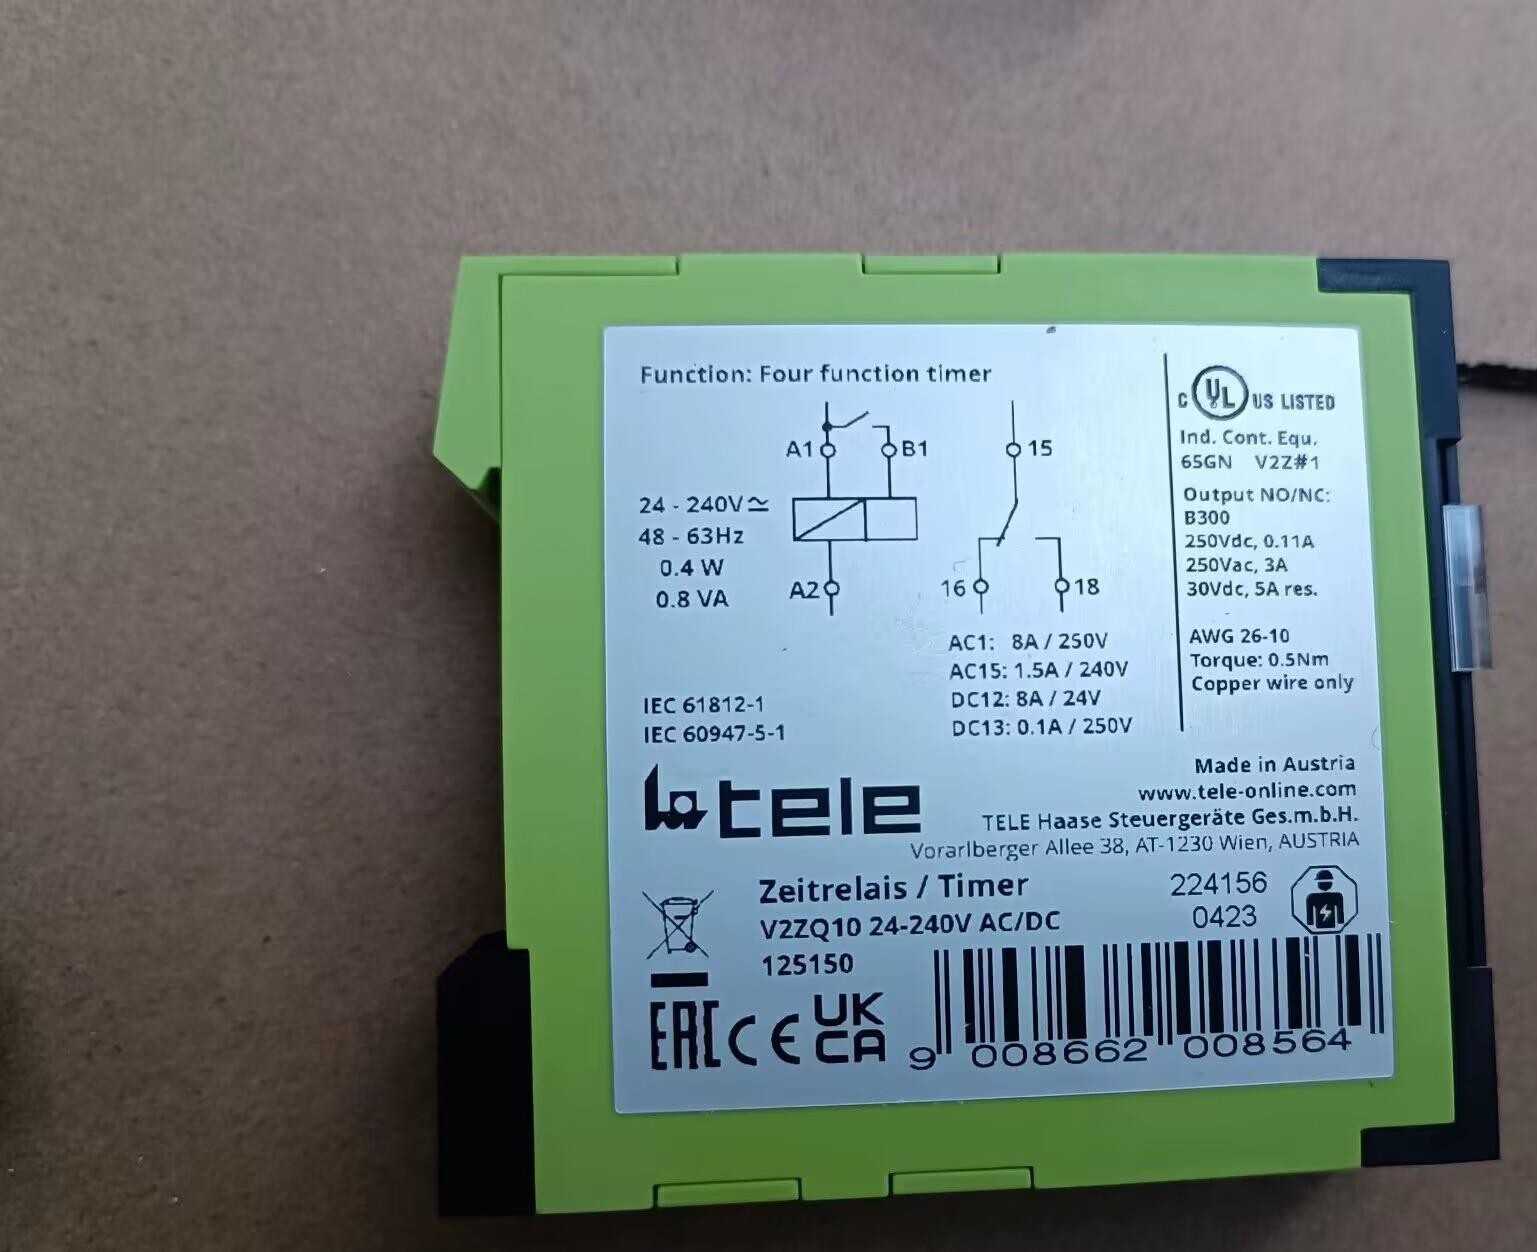 Function: Four function timer
A1
B1
15
24 - 240V≃
48 - 63Hz
0.4 W
0.8 VA
A2
16
18
AC1: 8A / 250V
AC15: 1.5A / 240V
DC12: 8A / 24V
DC13: 0.1A / 250V
IEC 61812-1
IEC 60947-5-1
C UL US LISTED
Ind. Cont. Equ.
65GN V2Z#1
Output NO/NC:
B300
250Vdc, 0.11A
250Vac, 3A
30Vdc, 5A res.
AWG 26-10
Torque: 0.5Nm
Copper wire only
Made in Austria
www.tele-online.com
TELE Haase Steuergeräte Ges.m.b.H.
Vorarlberger Allee 38, AT-1230 Wien, AUSTRIA
tele
Zeitrelais / Timer
V2ZQ10 24-240V AC/DC
125150
224156
0423
EAC CE UK
CA
9 008662 008564